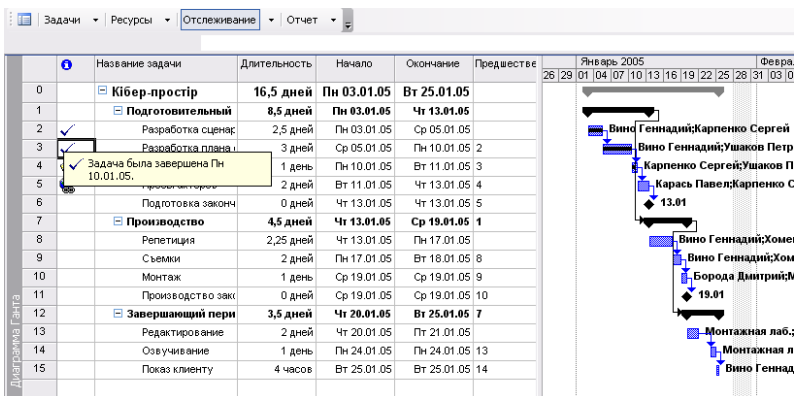 Задачи Ресурсы Отслеживание Отчет
Название задачи Длительность Начало Окончание Предшестве
Январь 2005 Февра
26 29 01 04 07 10 13 16 19 22 25 28 31 03 0
0 Кібер-простір 16,5 дней Пн 03.01.05 Вт 25.01.05
1 Подготовительный 8,5 дней Пн 03.01.05 Чт 13.01.05
2 Разработка сценар 2,5 дней Пн 03.01.05 Ср 05.01.05 Вино Геннадий;Карпенко Сергей
3 Разработка плана 3 дней Ср 05.01.05 Пн 10.01.05 2 Вино Геннадий;Ушаков Петр
Задача была завершена Пн
10.01.05.
4 1 день Пн 10.01.05 Вт 11.01.05 3 Карпенко Сергей;Ушаков П
5 2 дней Вт 11.01.05 Чт 13.01.05 4 Карась Павел;Карпенко С
6 Подготовка законч 0 дней Чт 13.01.05 Чт 13.01.05 5 13.01
7 Производство 4,5 дней Чт 13.01.05 Ср 19.01.05 1
8 Репетиция 2,25 дней Чт 13.01.05 Пн 17.01.05 Вино Геннадий;Хоме
9 Съемки 2 дней Пн 17.01.05 Вт 18.01.05 8 Вино Геннадий;Хом
10 Монтаж 1 день Ср 19.01.05 Ср 19.01.05 9 Борода Дмитрий;М
11 Производство зако 0 дней Ср 19.01.05 Ср 19.01.05 10 19.01
12 Завершающий пери 3,5 дней Чт 20.01.05 Вт 25.01.05 7
13 Редактирование 2 дней Чт 20.01.05 Пт 21.01.05 Монтажная лаб.;
14 Озвучивание 1 день Пн 24.01.05 Пн 24.01.05 13 Монтажная л
15 Показ клиенту 4 часов Вт 25.01.05 Вт 25.01.05 14 Вино Геннад
Диаграмма Ганта